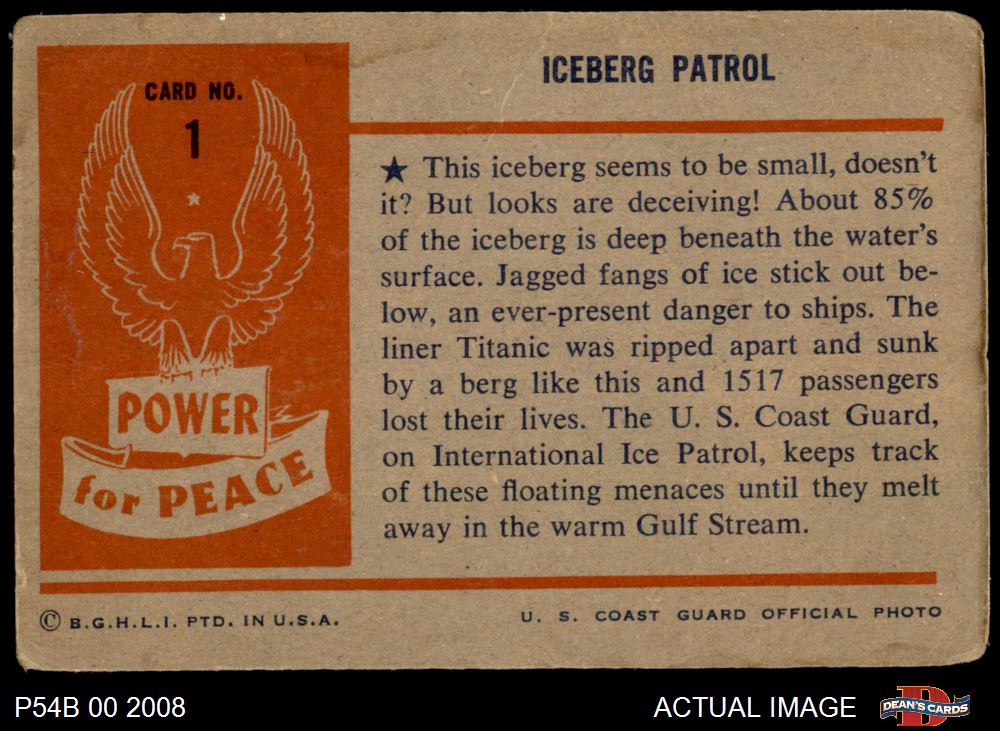 CARD NO.
1
POWER
for PEACE
ICEBERG PATROL
★ This iceberg seems to be small, doesn't
it? But looks are deceiving! About 85%
of the iceberg is deep beneath the water's
surface. Jagged fangs of ice stick out be-
low, an ever-present danger to ships. The
liner Titanic was ripped apart and sunk
by a berg like this and 1517 passengers
lost their lives. The U. S. Coast Guard,
on International Ice Patrol, keeps track
of these floating menaces until they melt
away in the warm Gulf Stream.
© B.G.H.L.I. PTD. IN U.S.A.
U. S. COAST GUARD OFFICIAL PHOTO
P54B 00 2008
ACTUAL IMAGE
D
DEAN'S CARDS